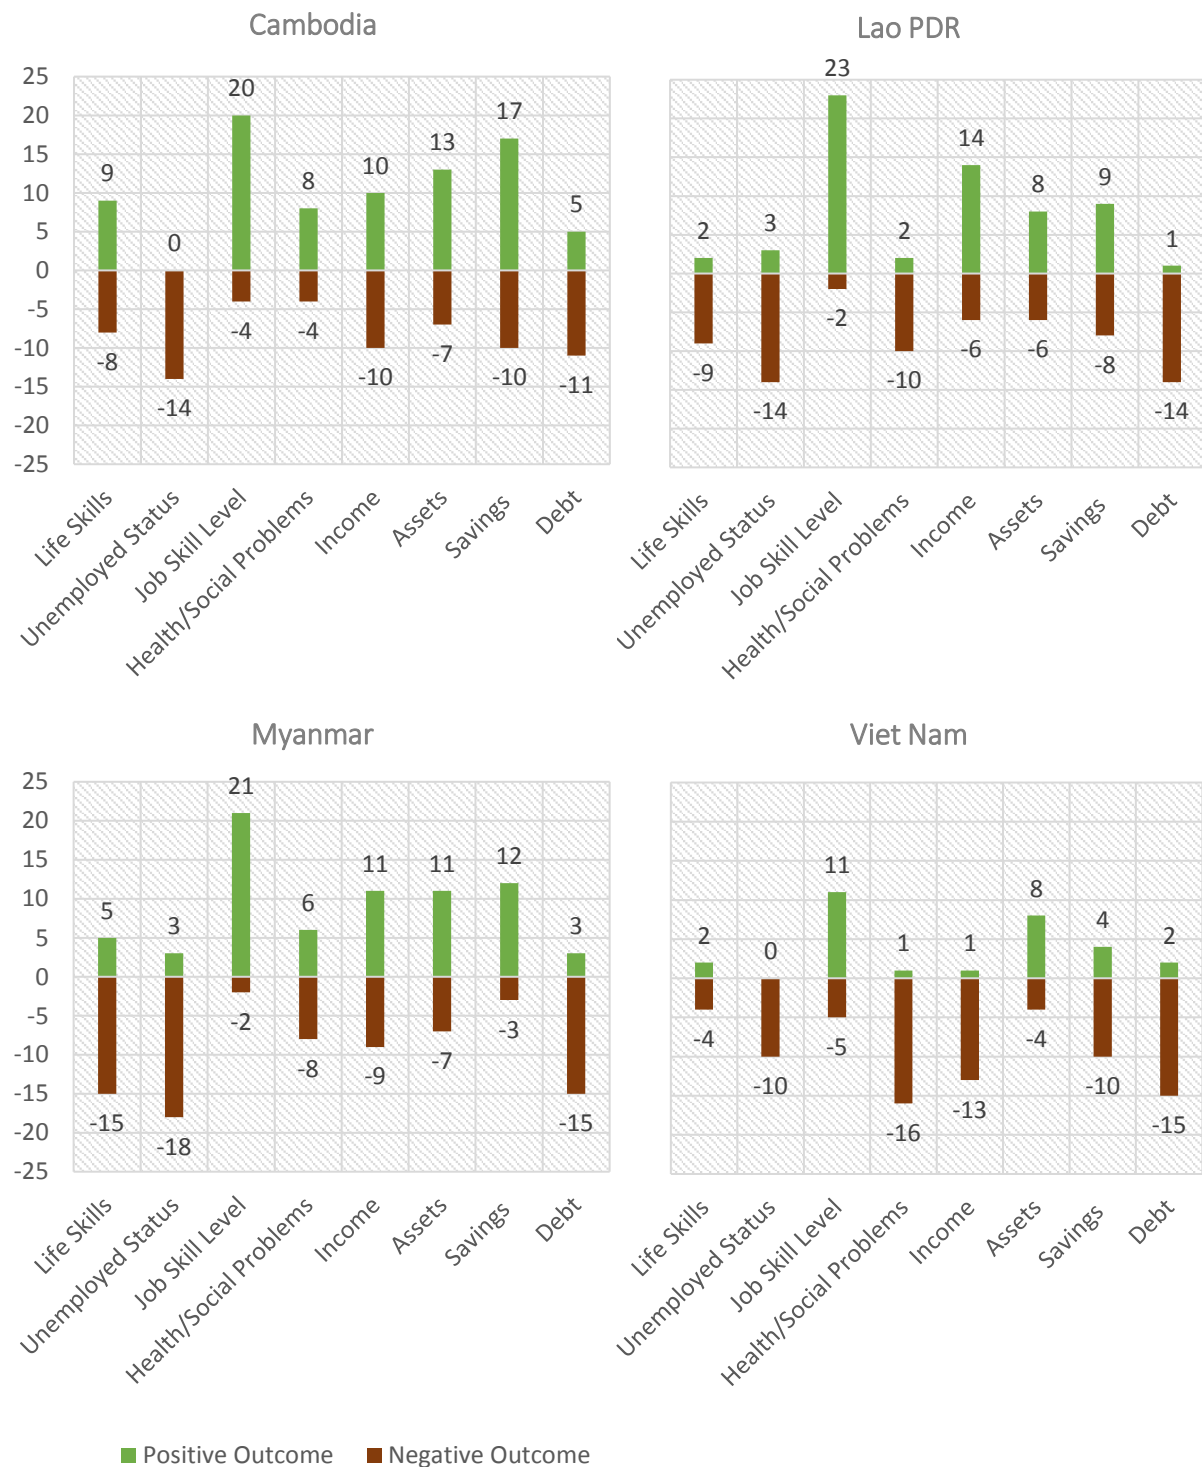 Cambodia
Lao PDR
25
20
15
10
5
0
-5
-10
-15
-20
-25
9
0
20
8
10
13
17
5
-8
-14
-4
-4
-10
-7
-10
-11
2
3
23
2
14
8
9
1
-9
-14
-2
-10
-6
-6
-8
-14
Life Skills
Unemployed Status
Job Skill Level
Health/Social Problems
Income
Assets
Savings
Debt
Life Skills
Unemployed Status
Job Skill Level
Health/Social Problems
Income
Assets
Savings
Debt
Myanmar
Viet Nam
25
20
15
10
5
0
-5
-10
-15
-20
-25
5
3
21
6
11
11
12
3
-15
-18
-2
-8
-9
-7
-3
-15
2
0
11
1
1
8
4
2
-4
-10
-5
-16
-13
-4
-10
-15
Life Skills
Unemployed Status
Job Skill Level
Health/Social Problems
Income
Assets
Savings
Debt
Life Skills
Unemployed Status
Job Skill Level
Health/Social Problems
Income
Assets
Savings
Debt
Positive Outcome
Negative Outcome